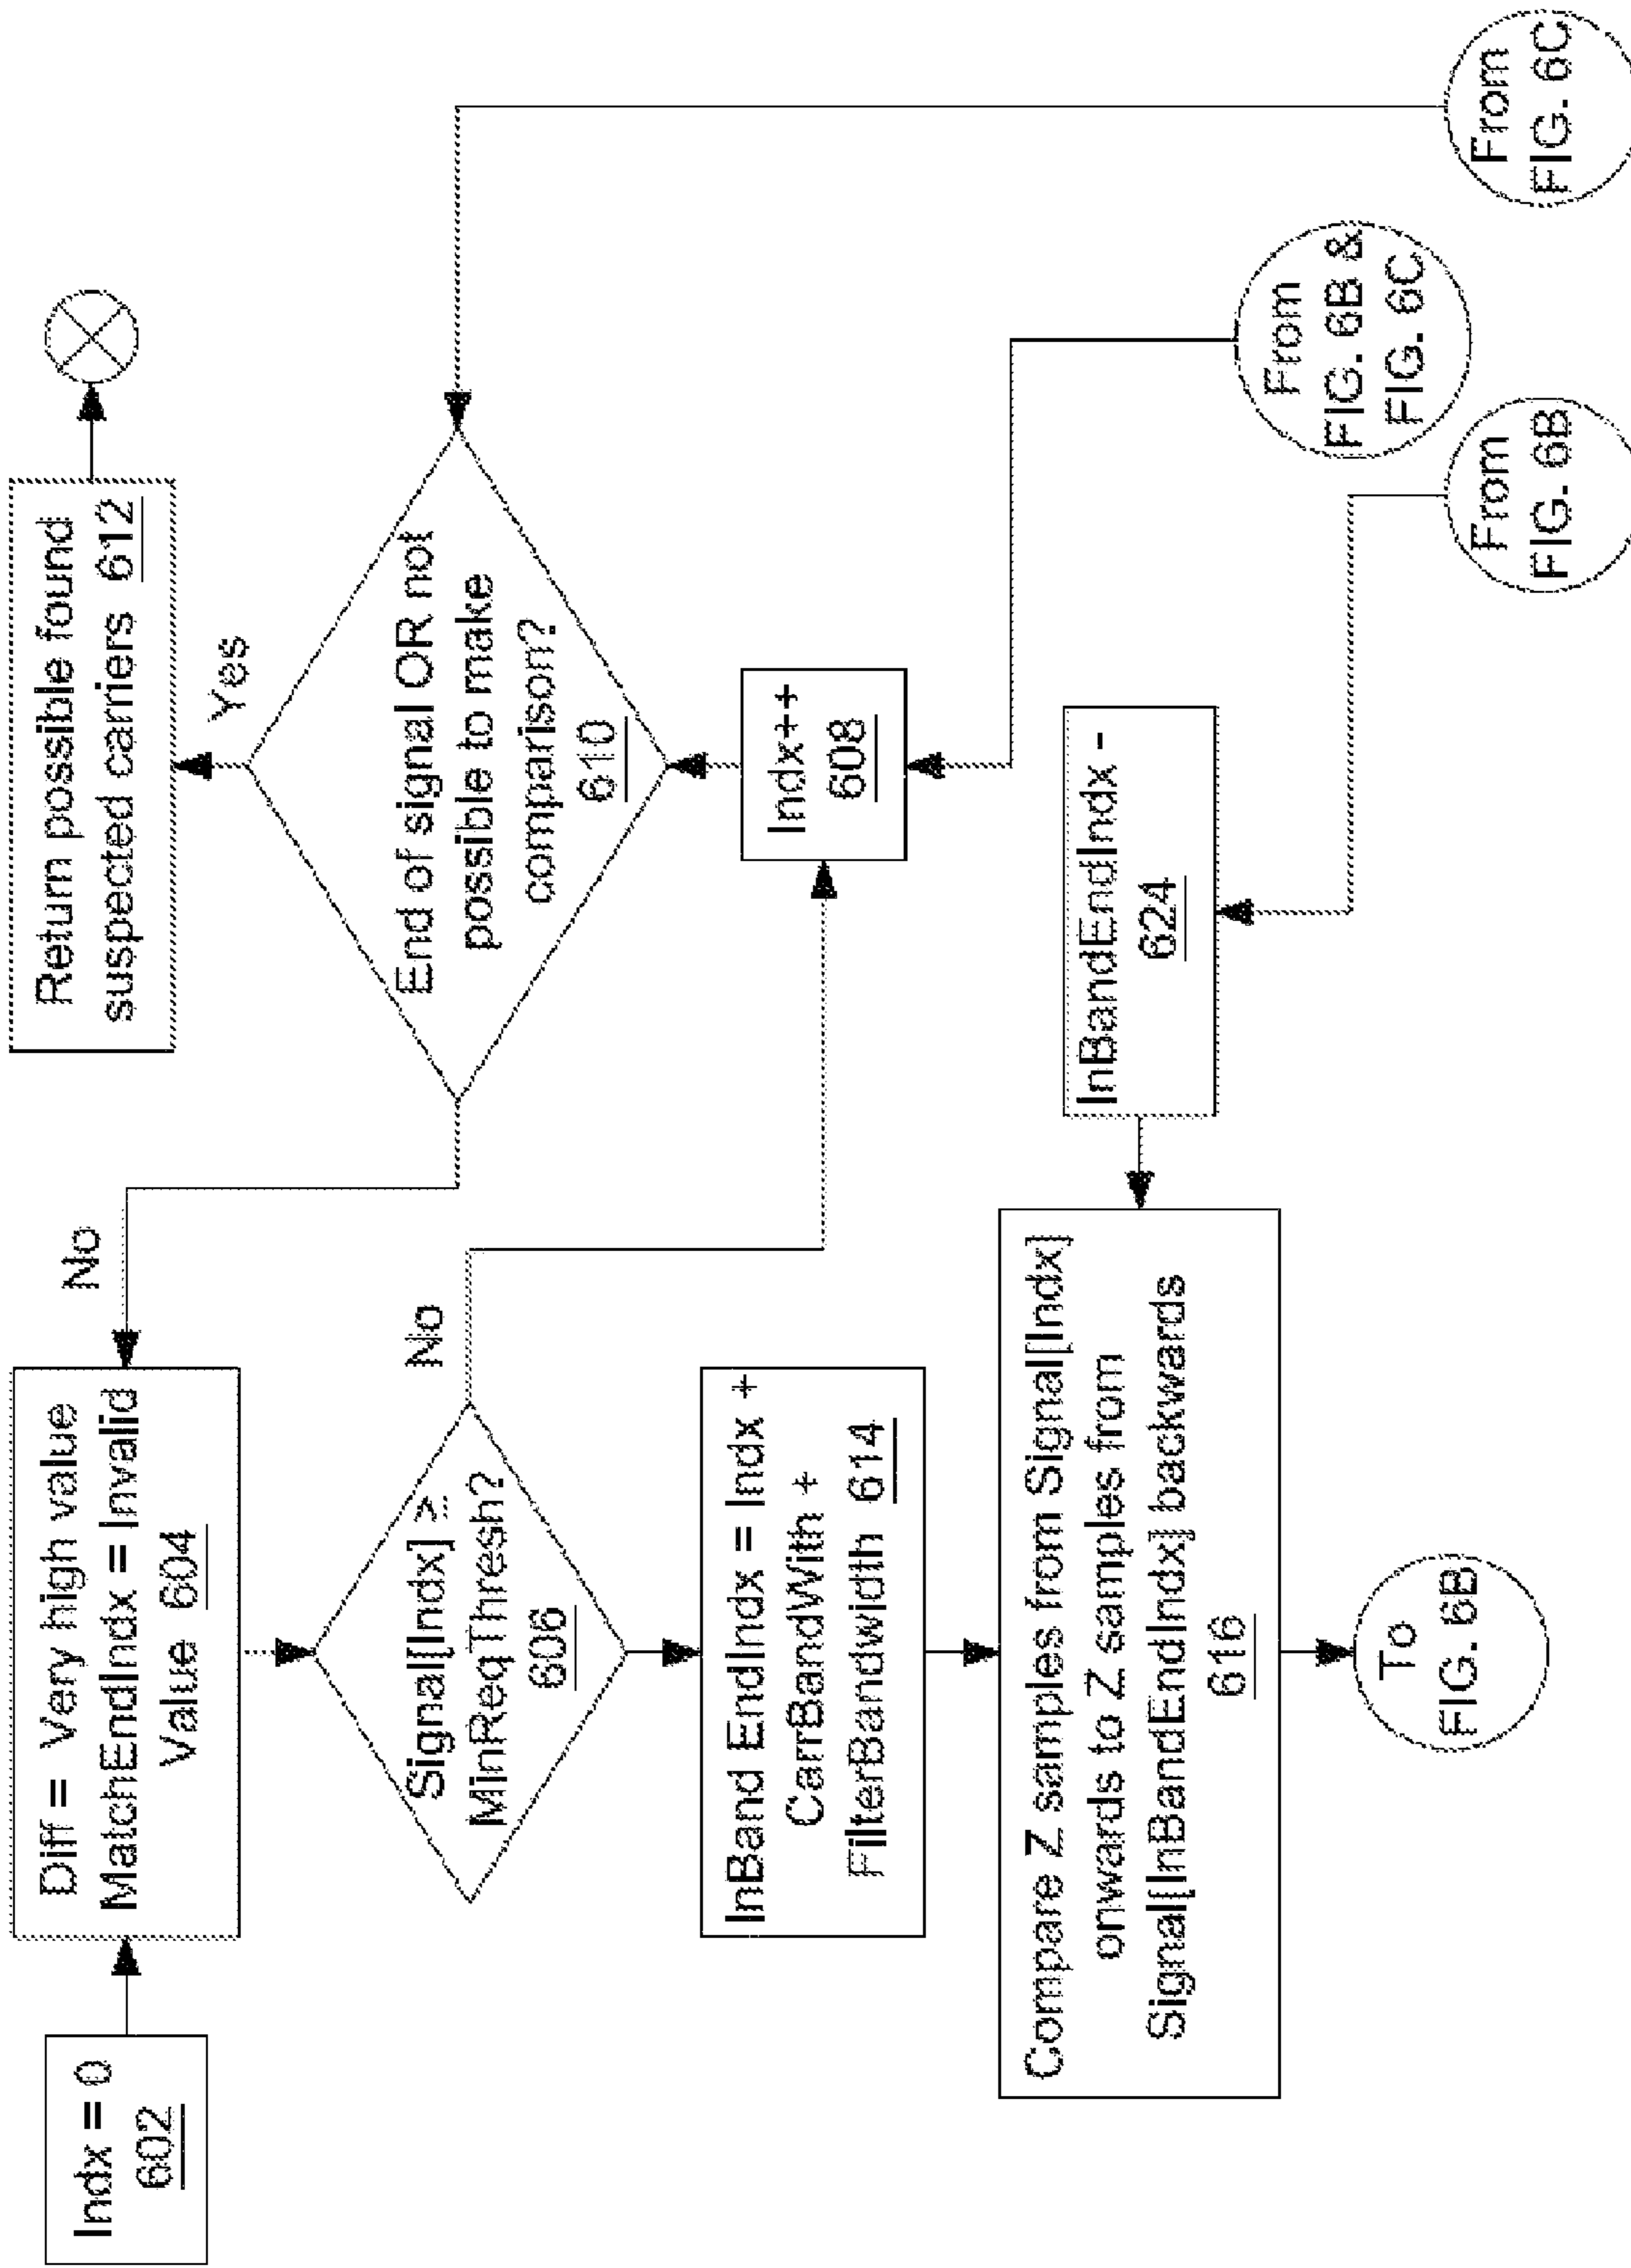 Indx = 0
602
Diff = Very high value
MatchEndIndx = Invalid
Value 604
No
Signal[Indx] ≥
MinReqThresh?
606
No
InBand EndIndx = Indx +
CarrBandWith +
FilterBandwidth 614
Compare Z samples from Signal[Indx]
onwards to Z samples from
Signal[InBandEndIndx] backwards
616
To
FIG. 6B
Return possible found
suspected carriers 612
Yes
End of signal OR not
possible to make
comparison?
610
Indx++
608
InBandEndIndx -
624
From
FIG. 6B
From
FIG. 6B &
FIG. 6C
From
FIG. 6C